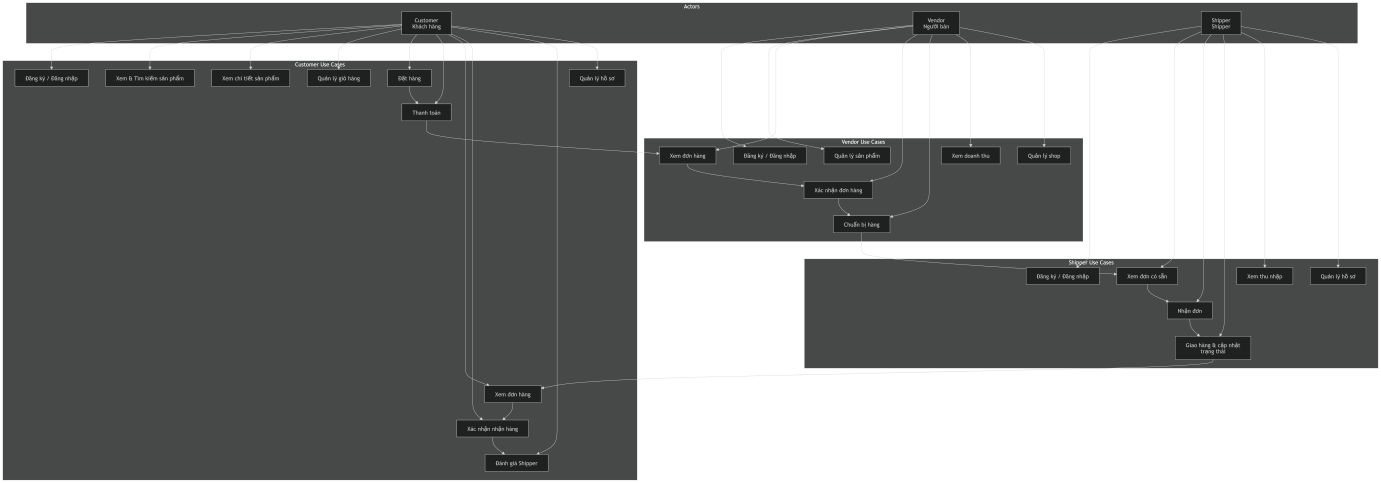 Actors
Customer
Khách hàng
Vendor
Người bán
Shipper
Shipper
Customer Use Cases
Đăng ký / Đăng nhập
Xem & Tìm kiếm sản phẩm
Xem chi tiết sản phẩm
Quản lý giỏ hàng
Đặt hàng
Quản lý hồ sơ
Thanh toán
Vendor Use Cases
Xem đơn hàng
Đăng ký / Đăng nhập
Quản lý sản phẩm
Xem doanh thu
Quản lý shop
Xác nhận đơn hàng
Chuẩn bị hàng
Shipper Use Cases
Đăng ký / Đăng nhập
Xem đơn có sẵn
Xem thu nhập
Quản lý hồ sơ
Nhận đơn
Giao hàng & cập nhật
trạng thái
Xem đơn hàng
Xác nhận nhận hàng
Đánh giá Shipper